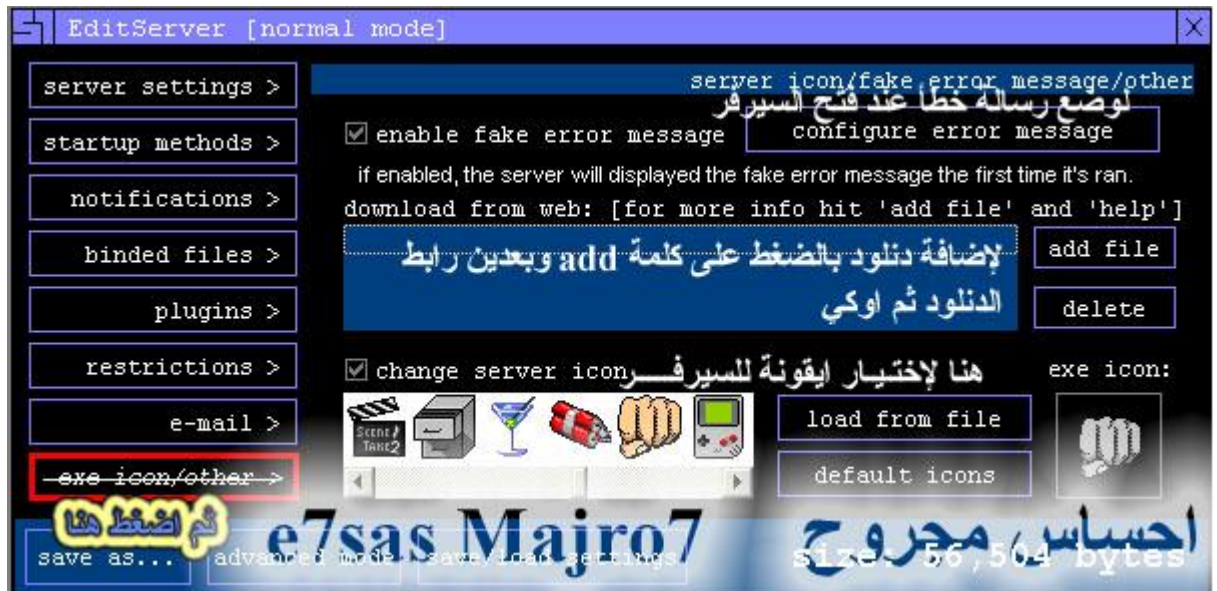 EditServer [normal mode]
server settings >
startup methods >
notifications >
binded files >
plugins >
restrictions >
e-mail >
exe icon/other >
ثم اضغط هنا
server icon/fake error message/other
لوضع رسالة خطأ عند فتح السيرفر
enable fake error message
configure error message
if enabled, the server will displayed the fake error message the first time it's ran.
download from web: [for more info hit 'add file' and 'help']
لإضافة دنلود بالضغط على كلمة add وبعدين رابط
الدنلود ثم اوكي
add file
delete
change server icon
هنا لإختيـار ايقونة للسيرفــــر
exe icon:
SCENE
TAKE2
load from file
default icons
e7sas Majro7
احساس مجروح
save as...
advanced mode
save/load settings
size: 56,504 bytes